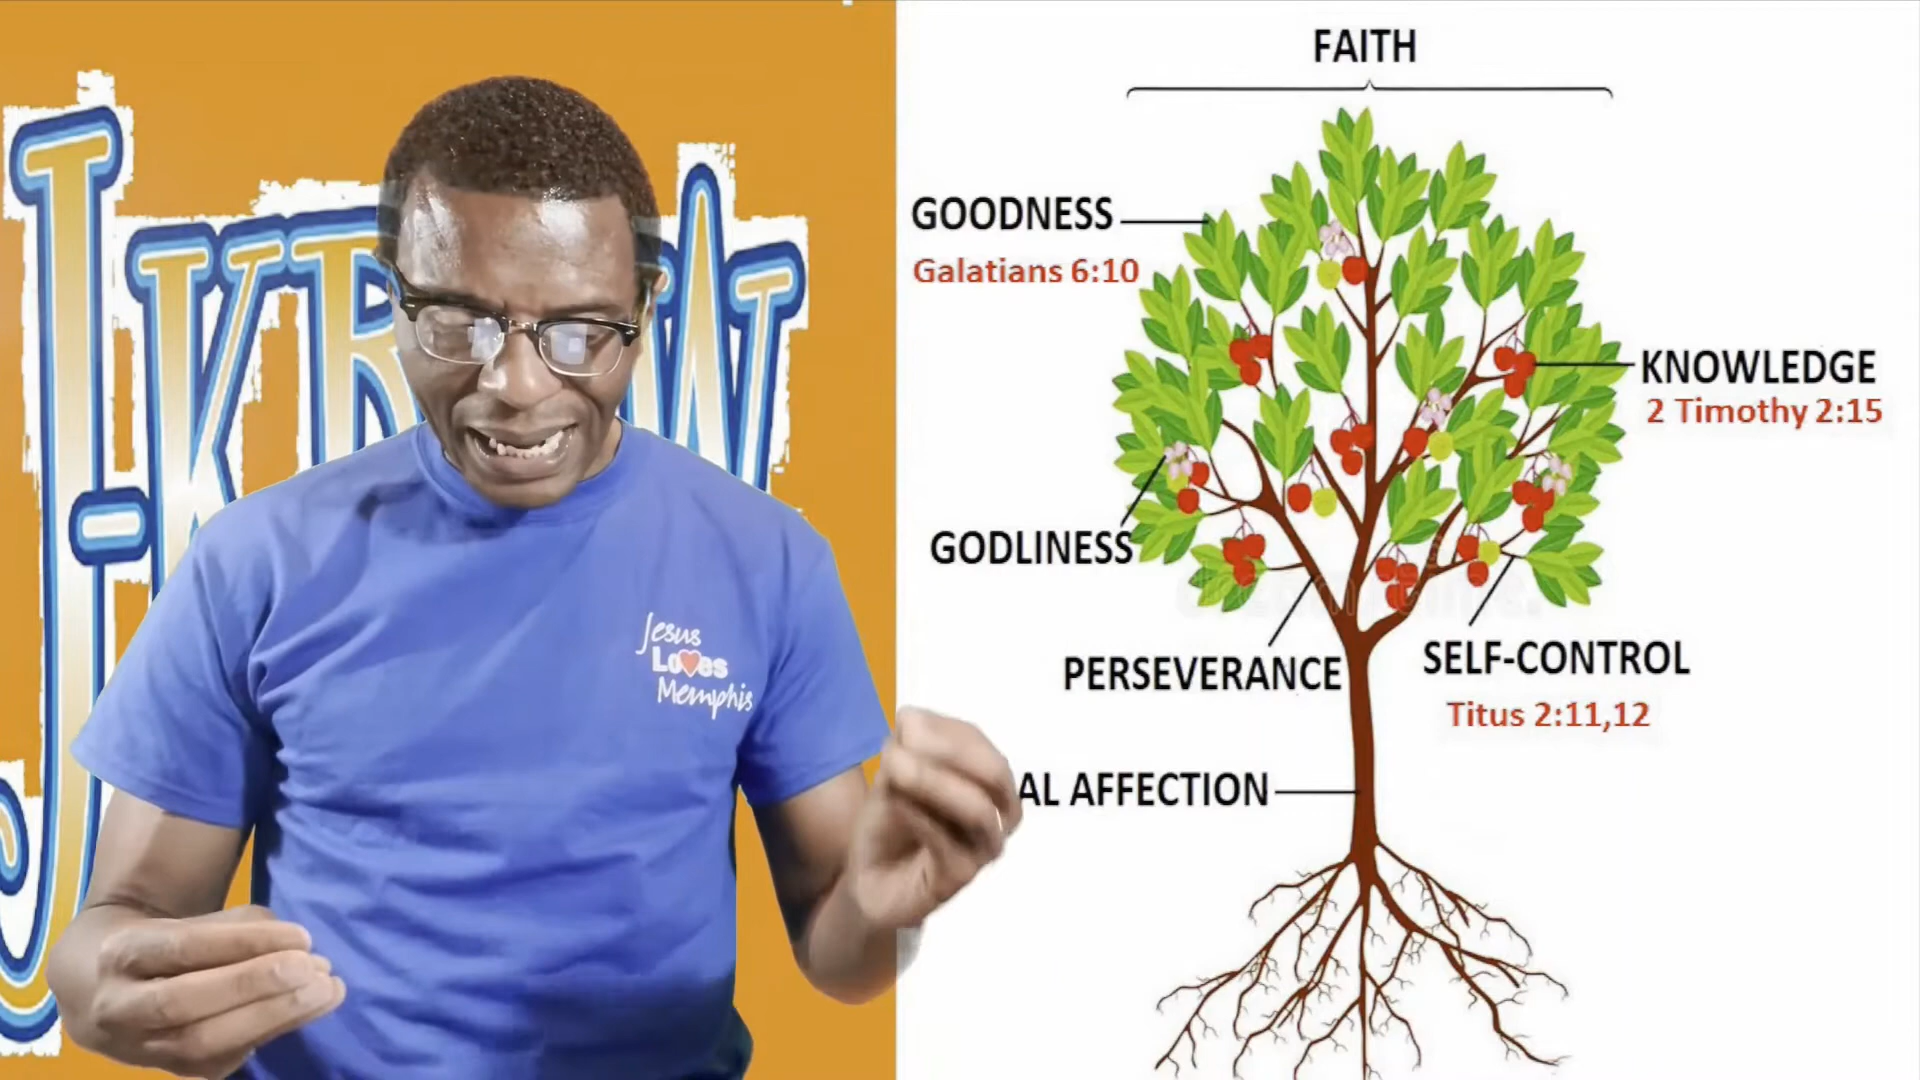 J-KREW
Jesus
Loves
Memphis
FAITH
GOODNESS
Galatians 6:10
KNOWLEDGE
2 Timothy 2:15
GODLINESS
PERSEVERANCE
SELF-CONTROL
Titus 2:11,12
AL AFFECTION